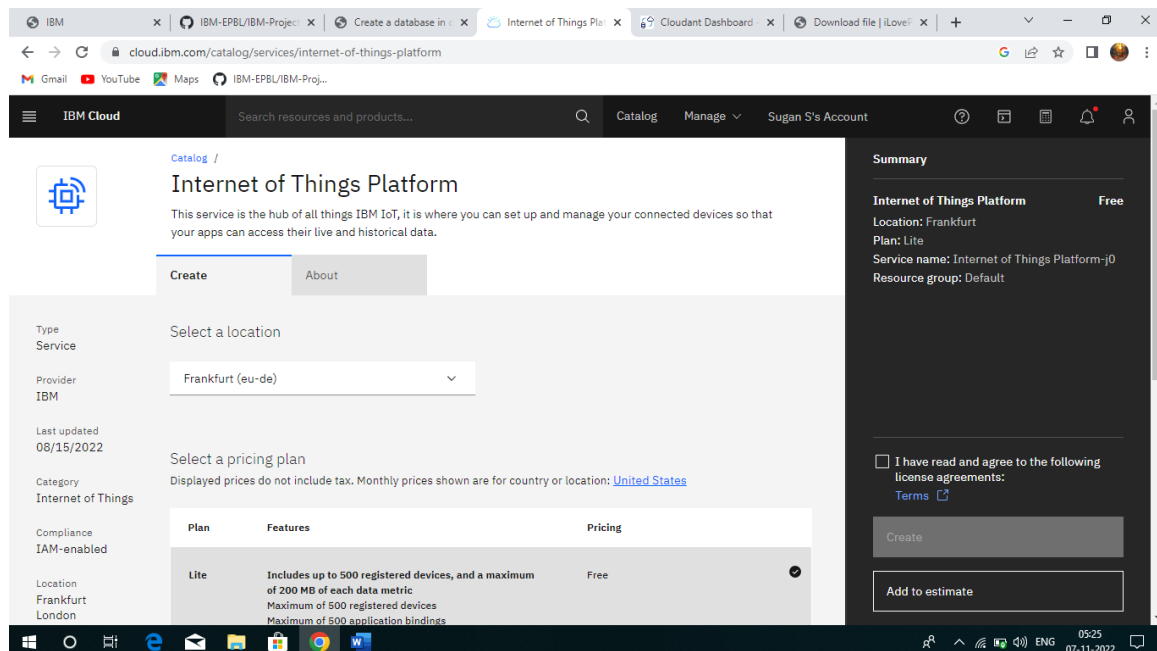 IBM
IBM-EPBL/IBM-Project
Create a database in c
Internet of Things Plat
Cloudant Dashboard -
Download file | iLoveP
cloud.ibm.com/catalog/services/internet-of-things-platform
Gmail
YouTube
Maps
IBM-EPBL/IBM-Proj...
IBM Cloud
Search resources and products...
Catalog
Manage
Sugan S's Account
Catalog /
Internet of Things Platform
This service is the hub of all things IBM IoT, it is where you can set up and manage your connected devices so that
your apps can access their live and historical data.
Create
About
Type
Service
Provider
IBM
Last updated
08/15/2022
Category
Internet of Things
Compliance
IAM-enabled
Location
Frankfurt
London
Select a location
Frankfurt (eu-de)
Select a pricing plan
Displayed prices do not include tax. Monthly prices shown are for country or location: United States
Plan Features Pricing
Lite Includes up to 500 registered devices, and a maximum Free
of 200 MB of each data metric
Maximum of 500 registered devices
Maximum of 500 application bindings
Summary
Internet of Things Platform Free
Location: Frankfurt
Plan: Lite
Service name: Internet of Things Platform-j0
Resource group: Default
I have read and agree to the following
license agreements:
Terms
Create
Add to estimate
ENG
05:25
07-11-2022